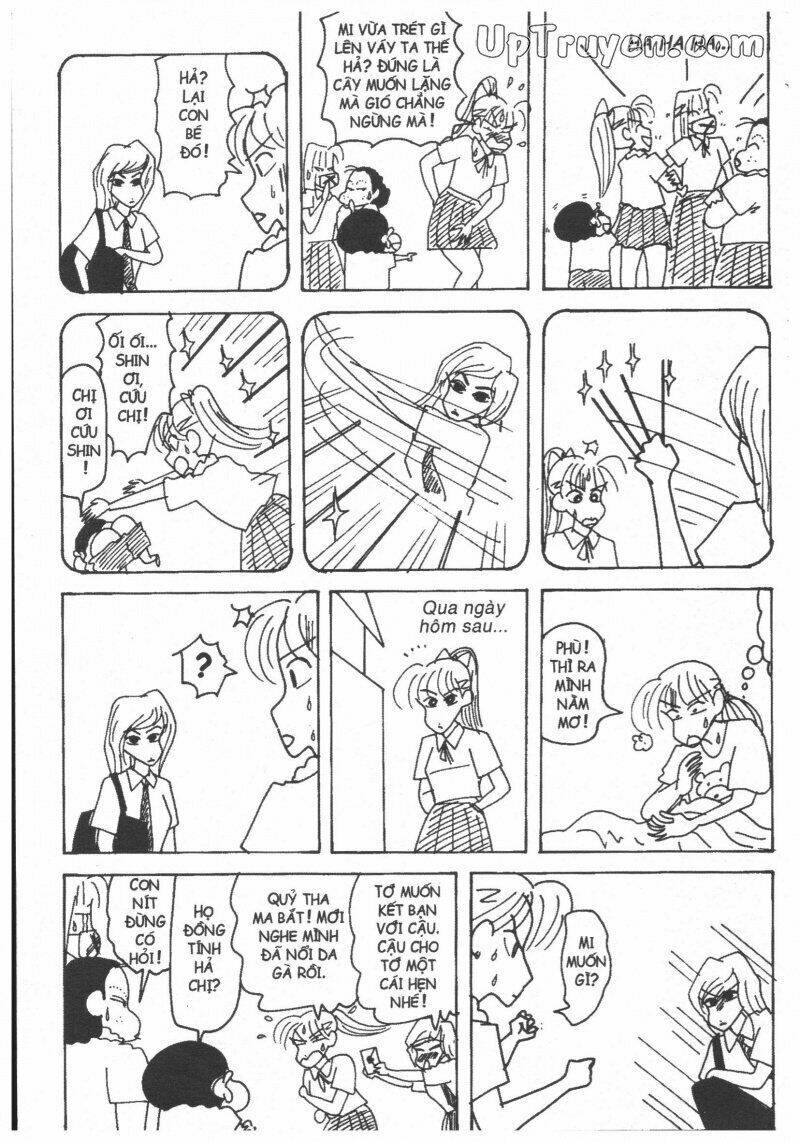 UpTruyen.com
HA HA HA...
MI VỪA TRÉT GÌ
LÊN VÁY TA THẾ
HẢ? ĐÚNG LÀ
CÂY MUỐN LẶNG
MÀ GIÓ CHẲNG
NGỪNG MÀ!
HẢ?
LẠI
CON
BÉ
ĐÓ!
ỐI ỐI...
SHIN
ƠI,
CỨU
CHỊ!
CHỊ
ƠI
CỨU
SHIN
!
PHÙ!
THÌ RA
MÌNH
NẰM
MƠ!
Qua ngày
hôm sau...
?
MI
MUỐN
GÌ?
TỚ MUỐN
KẾT BẠN
VỚI CẬU.
CẬU CHO
TỚ MỘT
CÁI HẸN
NHÉ!
QUỶ THA
MA BẮT! MỚI
NGHE MÌNH
ĐÃ NỔI DA
GÀ RỒI.
HỌ
ĐỒNG
TÍNH
HẢ
CHỊ?
CON
NÍT
ĐỪNG
CÓ
HỎI!